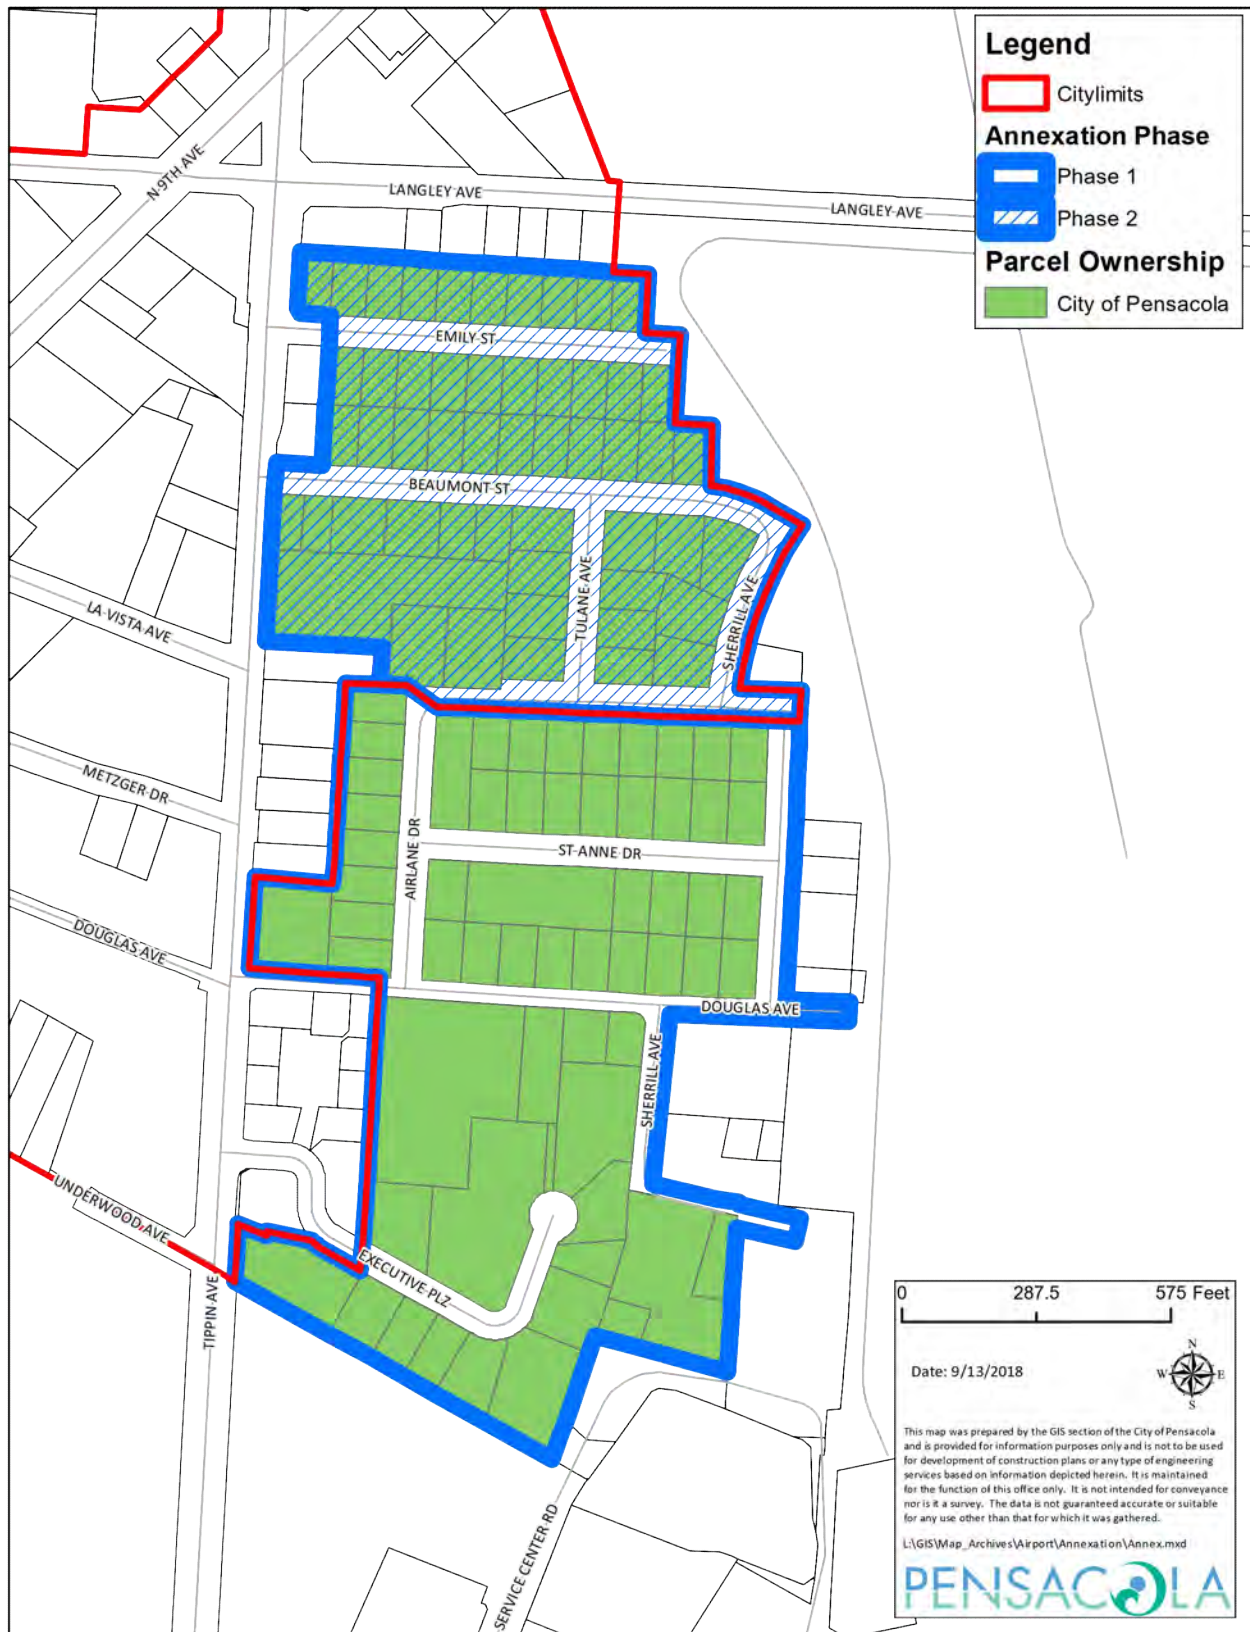 Legend
Citylimits
Annexation Phase
Phase 1
Phase 2
Parcel Ownership
City of Pensacola
N 9TH AVE
LANGLEY AVE
LANGLEY AVE
EMILY ST
BEAUMONT ST
TULANE AVE
SHERRILL AVE
LA VISTA AVE
METZGER DR
AIRLANE DR
ST ANNE DR
DOUGLAS AVE
DOUGLAS AVE
SHERRILL AVE
UNDERWOOD AVE
EXECUTIVE PLZ
TIPPIN AVE
SERVICE CENTER RD
0 287.5 575 Feet
Date: 9/13/2018
N
W E
S
This map was prepared by the GIS section of the City of Pensacola
and is provided for information purposes only and is not to be used
for development of construction plans or any type of engineering
services based on information depicted herein. It is maintained
for the function of this office only. It is not intended for conveyance
nor is it a survey. The data is not guaranteed accurate or suitable
for any use other than that for which it was gathered.
L:\GIS\Map_Archives\Airport\Annexation\Annex.mxd
PENSACOLA